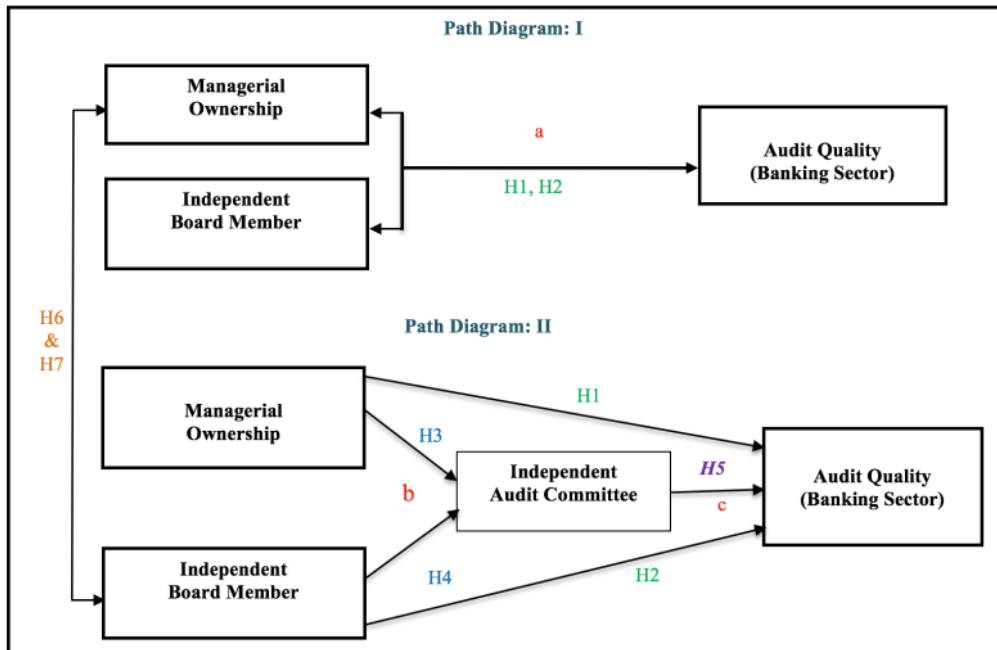 Path Diagram: I
Managerial
Ownership
a
Audit Quality
(Banking Sector)
H1, H2
Independent
Board Member
H6
&
H7
Path Diagram: II
Managerial
Ownership
H1
H3
Independent
Audit Committee
H5
b
c
Audit Quality
(Banking Sector)
Independent
Board Member
H4
H2